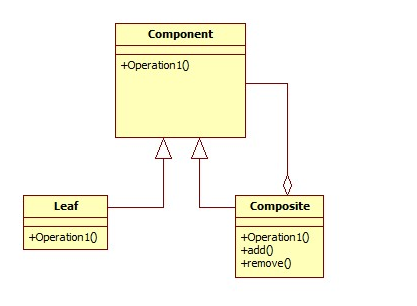 Component
+Operation1()
Leaf
+Operation1()
Composite
+Operation1()
+add()
+remove()